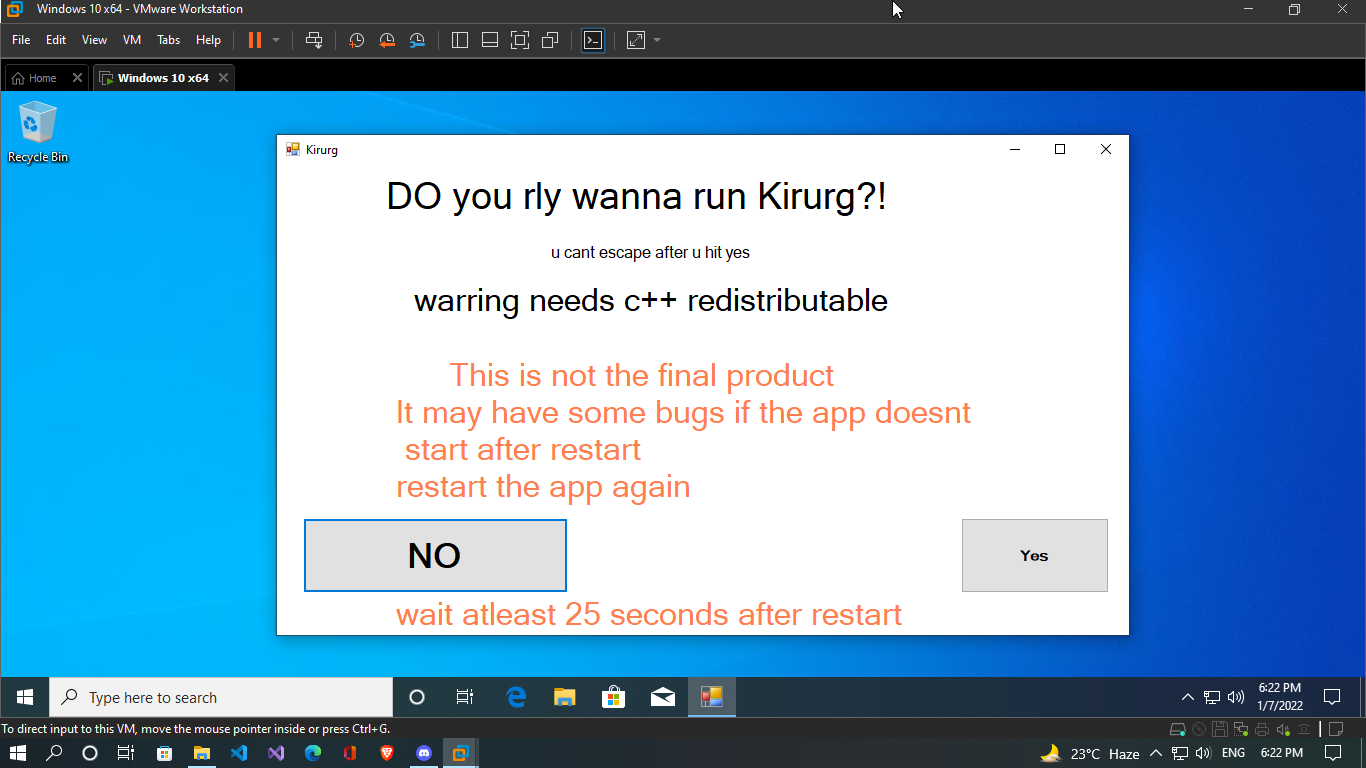 Windows 10 x64 - VMware Workstation
File Edit View VM Tabs Help
Home Windows 10 x64
Recycle Bin
Kirurg
DO you rly wanna run Kirurg?!
u cant escape after u hit yes
warring needs c++ redistributable
This is not the final product
It may have some bugs if the app doesnt
start after restart
restart the app again
NO Yes
wait atleast 25 seconds after restart
Type here to search
6:22 PM
1/7/2022
To direct input to this VM, move the mouse pointer inside or press Ctrl+G.
23°C Haze ENG 6:22 PM